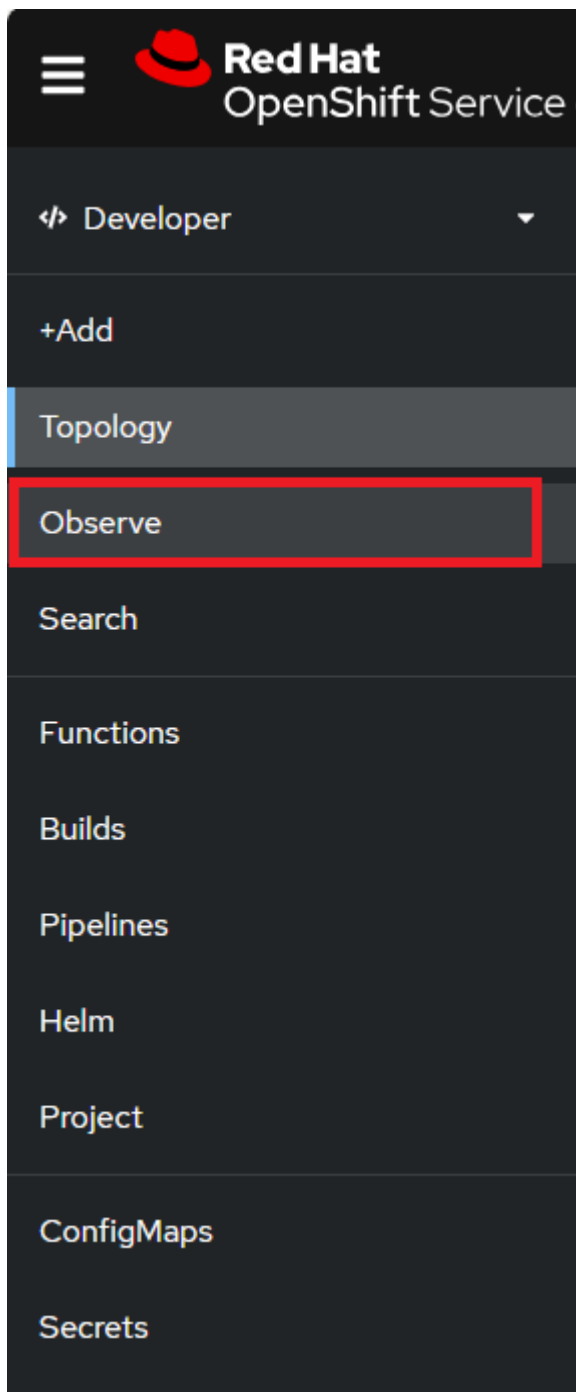 Red Hat
OpenShift Service
Developer
+Add
Topology
Observe
Search
Functions
Builds
Pipelines
Helm
Project
ConfigMaps
Secrets